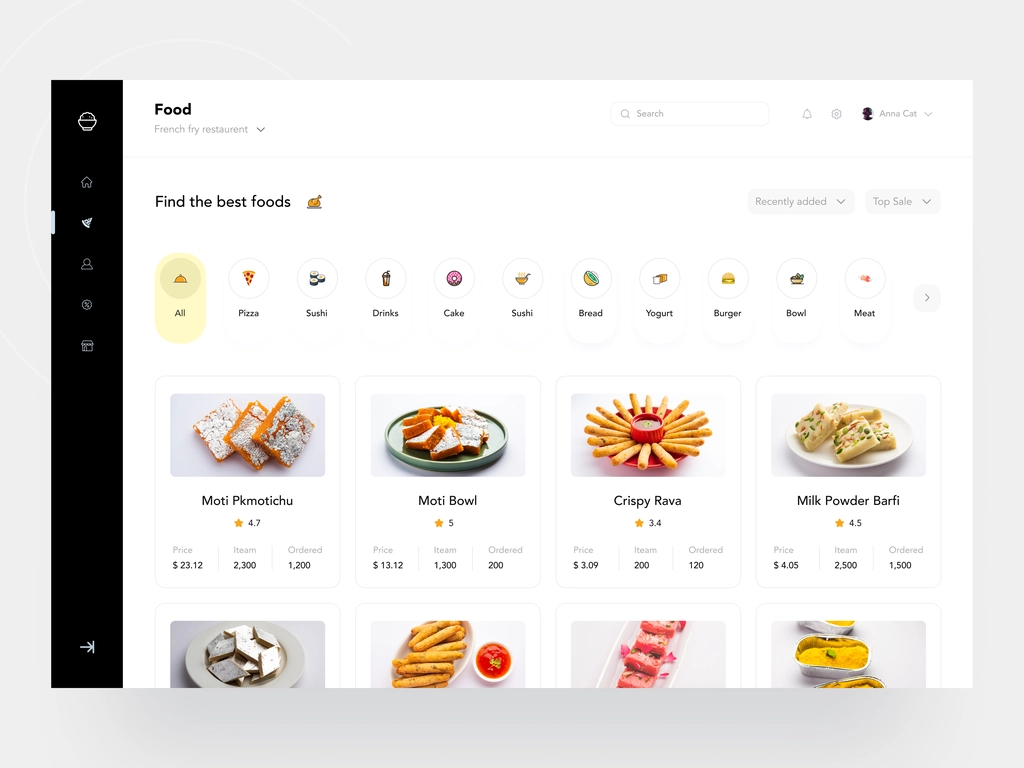 Food
French fry restaurent
Search
Anna Cat
Find the best foods
Recently added
Top Sale
All
Pizza
Sushi
Drinks
Cake
Sushi
Bread
Yogurt
Burger
Bowl
Meat
Moti Pkmotichu
4.7
Price Iteam Ordered
$ 23.12 2,300 1,200
Moti Bowl
5
Price Iteam Ordered
$ 13.12 1,300 200
Crispy Rava
3.4
Price Iteam Ordered
$ 3.09 200 120
Milk Powder Barfi
4.5
Price Iteam Ordered
$ 4.05 2,500 1,500